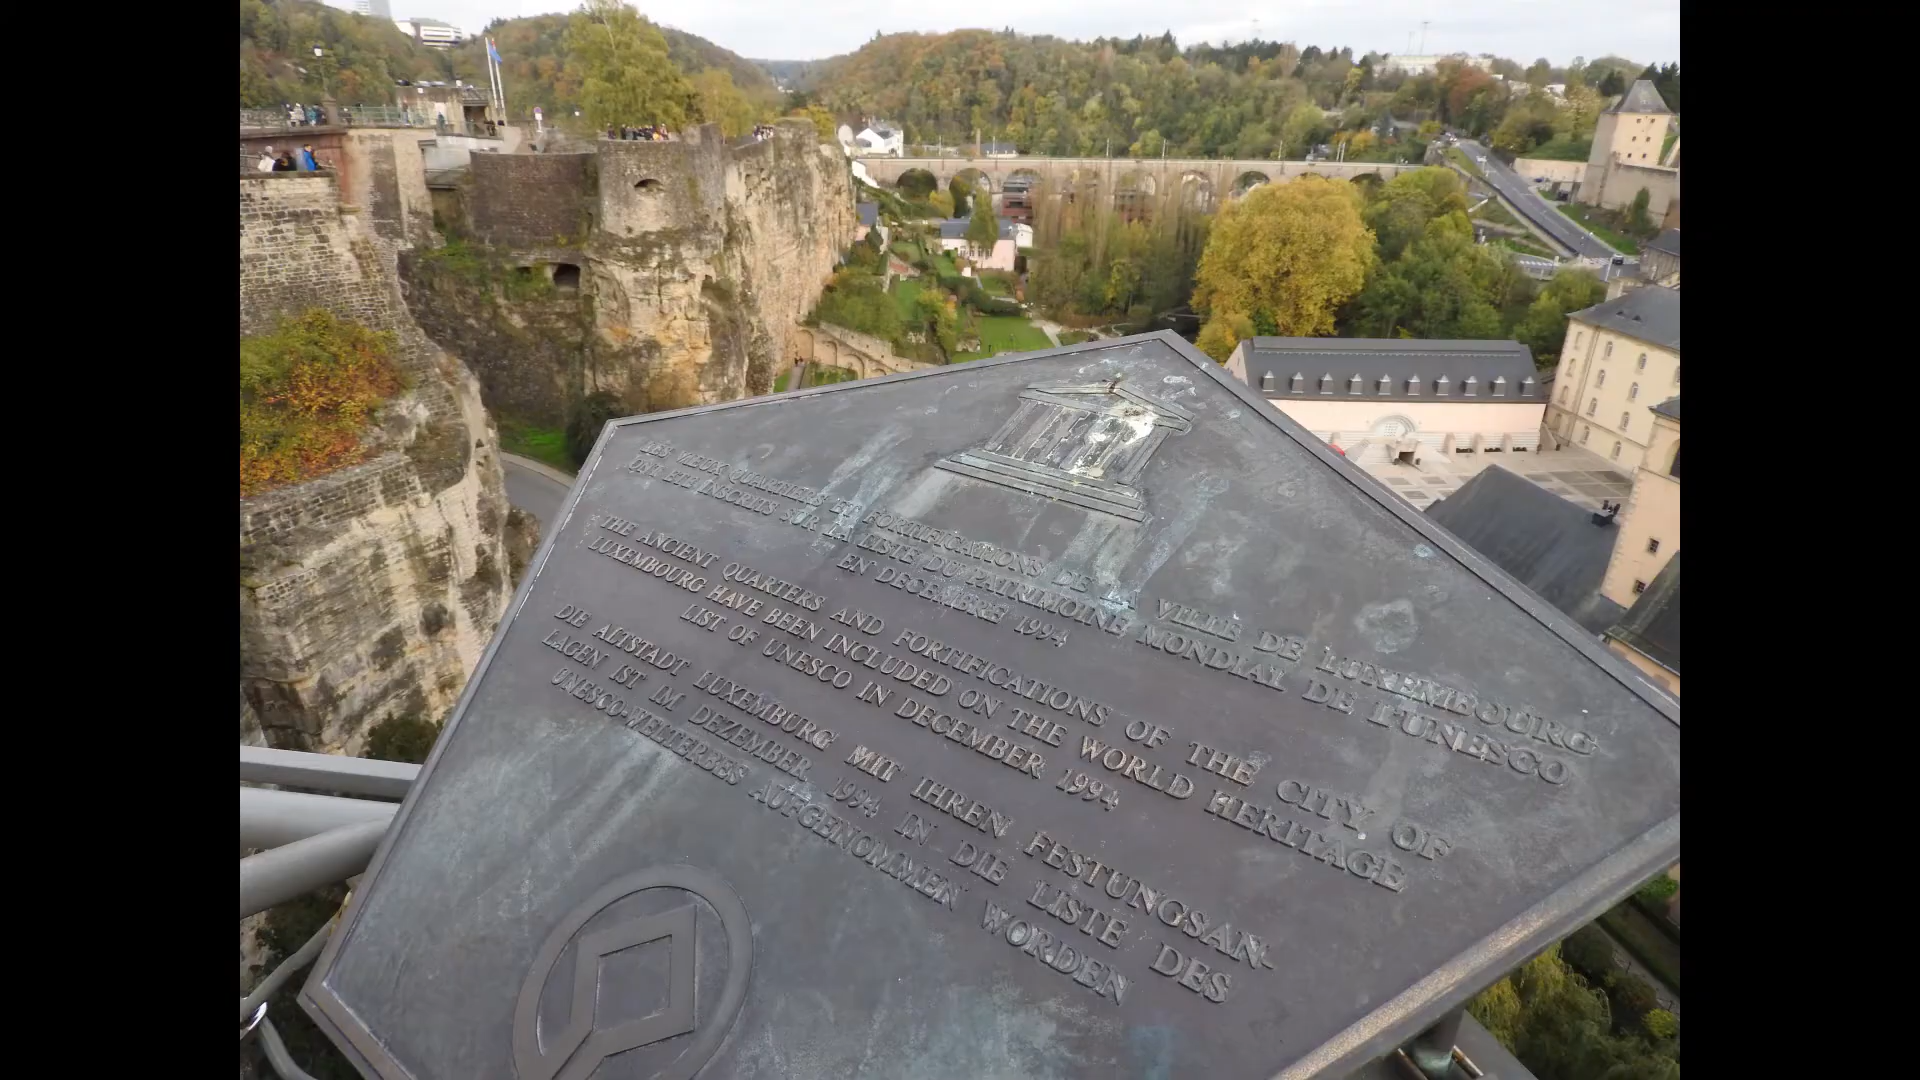 LES VIEUX QUARTIERS ET FORTIFICATIONS DE LA VILLE DE LUXEMBOURG
ONT ETE INSCRITS SUR LA LISTE DU PATRIMOINE MONDIAL DE L'UNESCO
EN DECEMBRE 1994
THE ANCIENT QUARTERS AND FORTIFICATIONS OF THE CITY OF
LUXEMBOURG HAVE BEEN INCLUDED ON THE WORLD HERITAGE
LIST OF UNESCO IN DECEMBER 1994
DIE ALTSTADT LUXEMBURG MIT IHREN FESTUNGSAN-
LAGEN IST IM DEZEMBER 1994 IN DIE LISTE DES
UNESCO-WELTERBES AUFGENOMMEN WORDEN